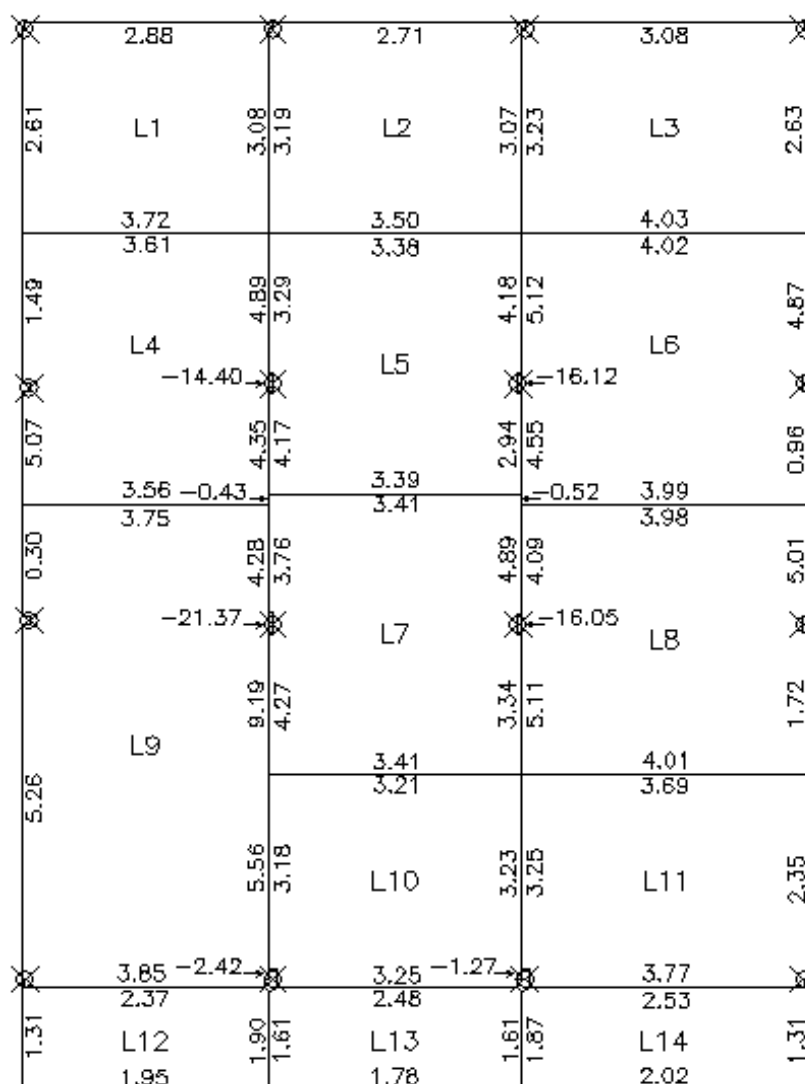 2.88 2.71 3.08
2.61 L1 3.08 3.19 L2 3.07 3.23 L3 2.63
3.72 3.50 4.03
3.61 3.38 4.02
1.49 4.89 3.29 4.18 5.12 4.87
L4 L5 L6
-14.40 -16.12
5.07 4.35 4.17 2.94 4.55 0.96
3.56 -0.43 3.39 -0.52 3.99
3.75 3.41 3.98
0.30 4.28 3.76 4.89 4.09 5.01
-21.37 L7 -16.05 L8
9.19 4.27 3.34 5.11 1.72
L9
3.41 4.01
5.26 3.21 3.69
5.56 3.18 L10 3.23 3.25 L11 2.35
3.85 -2.42 3.25 -1.27 3.77
2.37 2.48 2.53
1.31 L12 1.90 1.61 L13 1.61 1.87 L14 1.31
1.95 1.78 2.02